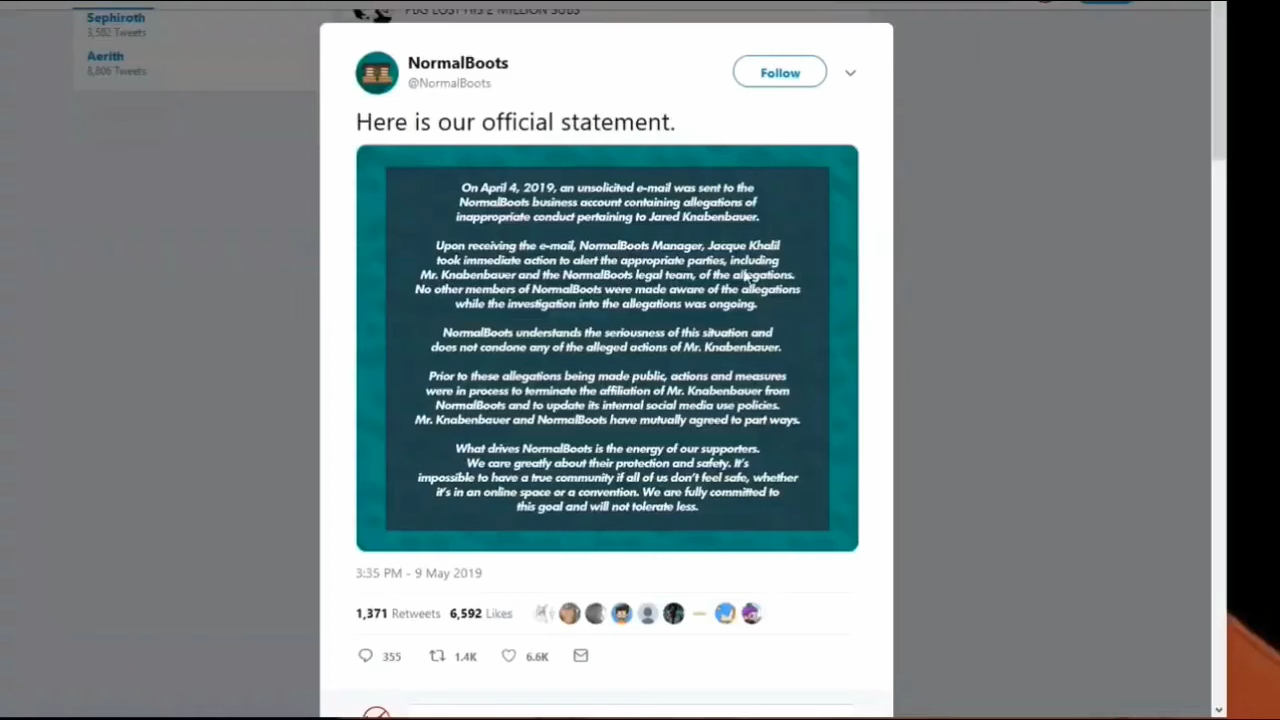 Sephiroth
3,582 Tweets
Aerith
8,806 Tweets
PBG LOST HIS 2 MILLION SUBS
NormalBoots
@NormalBoots
Follow
Here is our official statement.
On April 4, 2019, an unsolicited e-mail was sent to the
NormalBoots business account containing allegations of
inappropriate conduct pertaining to Jared Knabenbauer.
Upon receiving the e-mail, NormalBoots Manager, Jacque Khalil
took immediate action to alert the appropriate parties, including
Mr. Knabenbauer and the NormalBoots legal team, of the allegations.
No other members of NormalBoots were made aware of the allegations
while the investigation into the allegations was ongoing.
NormalBoots understands the seriousness of this situation and
does not condone any of the alleged actions of Mr. Knabenbauer.
Prior to these allegations being made public, actions and measures
were in process to terminate the affiliation of Mr. Knabenbauer from
NormalBoots and to update its internal social media use policies.
Mr. Knabenbauer and NormalBoots have mutually agreed to part ways.
What drives NormalBoots is the energy of our supporters.
We care greatly about their protection and safety. It's
impossible to have a true community if all of us don't feel safe, whether
it's in an online space or a convention. We are fully committed to
this goal and will not tolerate less.
3:35 PM - 9 May 2019
1,371 Retweets 6,592 Likes
355 1.4K 6.6K